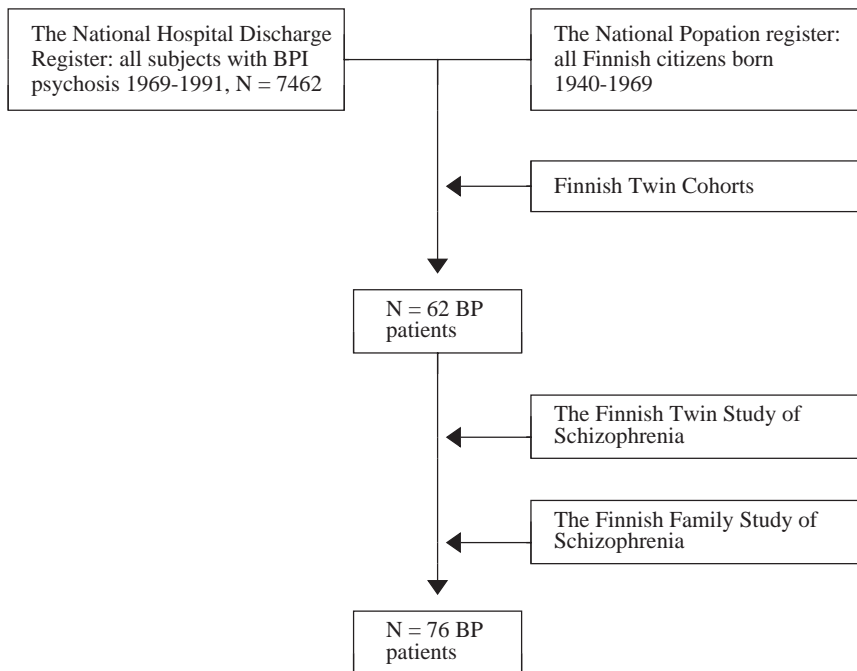 The National Hospital Discharge
Register: all subjects with BPI
psychosis 1969-1991, N = 7462
The National Popation register:
all Finnish citizens born
1940-1969
Finnish Twin Cohorts
N = 62 BP
patients
The Finnish Twin Study of
Schizophrenia
The Finnish Family Study of
Schizophrenia
N = 76 BP
patients